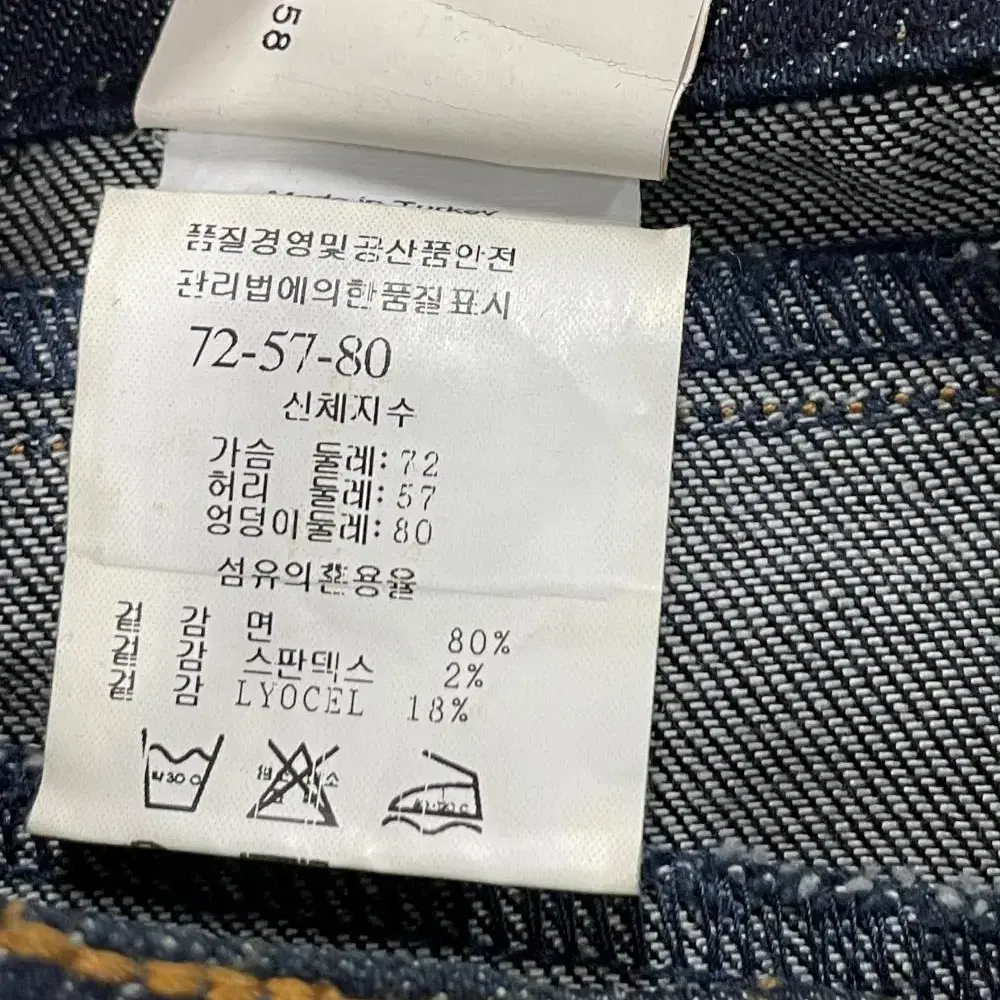 58
Made in Turkey
품질경영및공산품안전
관리법에의한품질표시
72-57-80
신체지수
가슴 둘레: 72
허리 둘레: 57
엉덩이둘레: 80
섬유의혼용율
겉 감 면 80%
겉 감 스판덱스 2%
겉 감 LYOCEL 18%